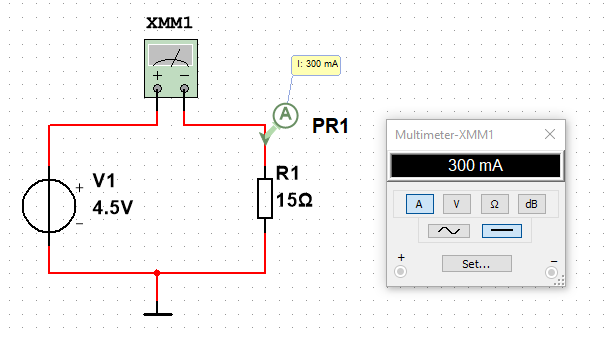 XMM1
+ −
I: 300 mA
A
PR1
V1
4.5V
+
−
R1
15Ω
Multimeter-XMM1
300 mA
A V Ω dB
Set...
+ −